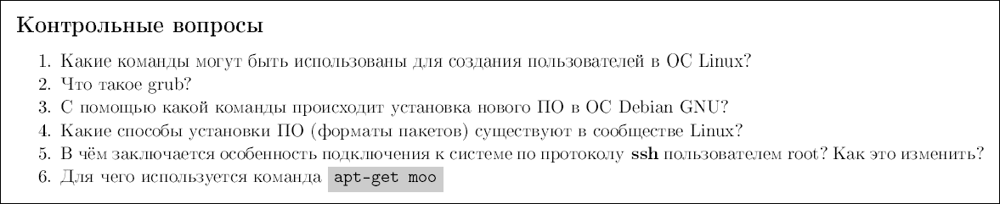 Контрольные вопросы
1. Какие команды могут быть использованы для создания пользователей в ОС Linux?
2. Что такое grub?
3. С помощью какой команды происходит установка нового ПО в ОС Debian GNU?
4. Какие способы установки ПО (форматы пакетов) существуют в сообществе Linux?
5. В чём заключается особенность подключения к системе по протоколу ssh пользователем root? Как это изменить?
6. Для чего используется команда apt-get moo